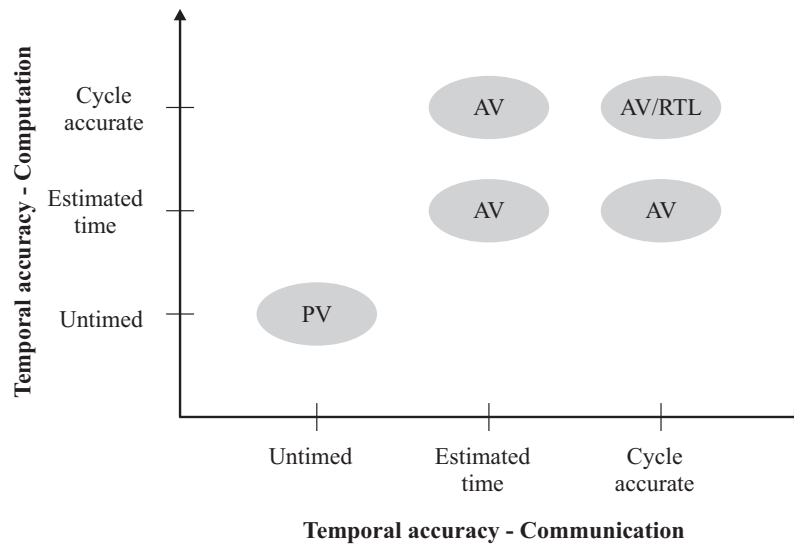 Temporal accuracy - Computation
Cycle
accurate
AV
AV/RTL
Estimated
time
AV
AV
Untimed
PV
Untimed
Estimated
time
Cycle
accurate
Temporal accuracy - Communication